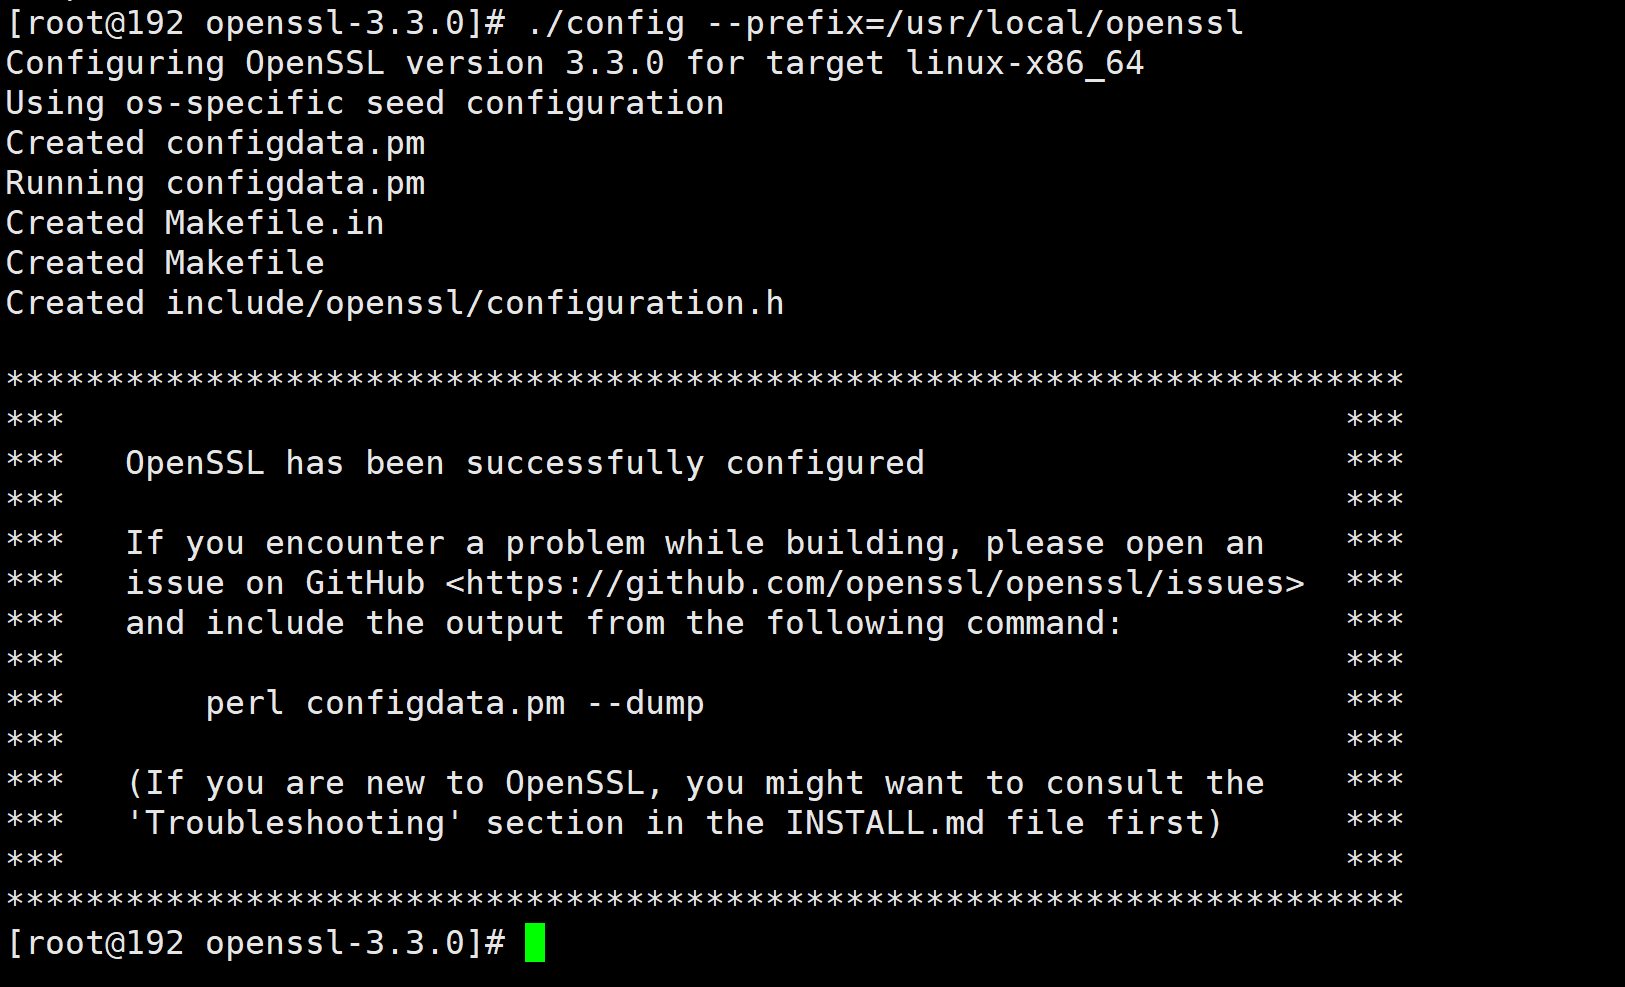 [root@192 openssl-3.3.0]# ./config --prefix=/usr/local/openssl
Configuring OpenSSL version 3.3.0 for target linux-x86_64
Using os-specific seed configuration
Created configdata.pm
Running configdata.pm
Created Makefile.in
Created Makefile
Created include/openssl/configuration.h

**********************************************************************
***                                                                ***
***   OpenSSL has been successfully configured                     ***
***                                                                ***
***   If you encounter a problem while building, please open an    ***
***   issue on GitHub <https://github.com/openssl/openssl/issues>  ***
***   and include the output from the following command:           ***
***                                                                ***
***       perl configdata.pm --dump                                ***
***                                                                ***
***   (If you are new to OpenSSL, you might want to consult the    ***
***   'Troubleshooting' section in the INSTALL.md file first)      ***
***                                                                ***
**********************************************************************
[root@192 openssl-3.3.0]#